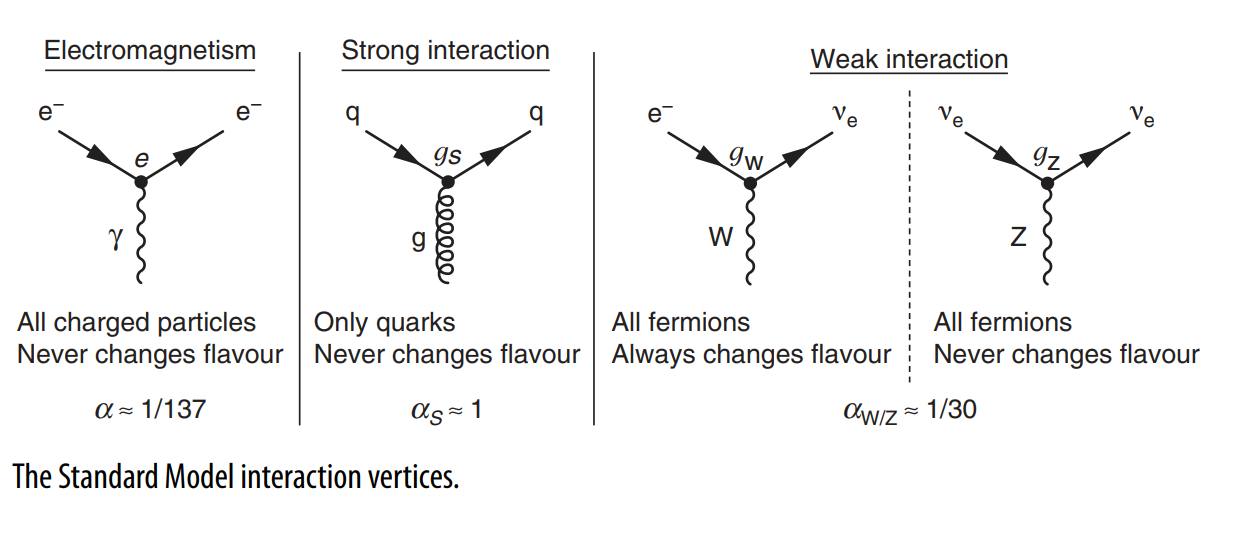 Electromagnetism
e⁻
e⁻
e
γ
All charged particles
Never changes flavour
α ≈ 1/137
Strong interaction
q
q
gS
g
Only quarks
Never changes flavour
αS ≈ 1
Weak interaction
e⁻
νe
gW
W
All fermions
Always changes flavour
νe
νe
gZ
Z
All fermions
Never changes flavour
αW/Z ≈ 1/30
The Standard Model interaction vertices.